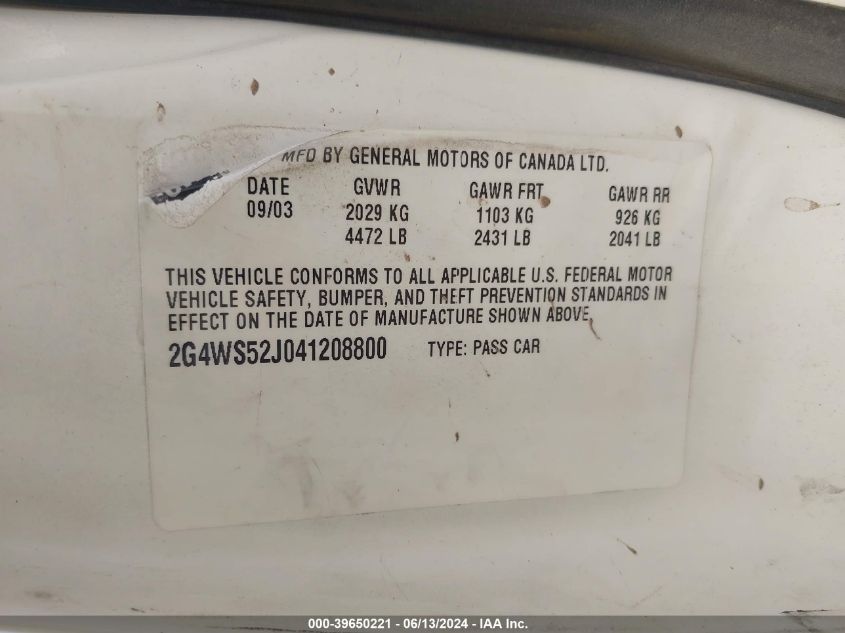 MFD BY GENERAL MOTORS OF CANADA LTD.
DATE GVWR GAWR FRT GAWR RR
09/03 2029 KG 1103 KG 926 KG
4472 LB 2431 LB 2041 LB
THIS VEHICLE CONFORMS TO ALL APPLICABLE U.S. FEDERAL MOTOR
VEHICLE SAFETY, BUMPER, AND THEFT PREVENTION STANDARDS IN
EFFECT ON THE DATE OF MANUFACTURE SHOWN ABOVE.
2G4WS52J041208800 TYPE: PASS CAR
000-39650221 - 06/13/2024 - IAA Inc.